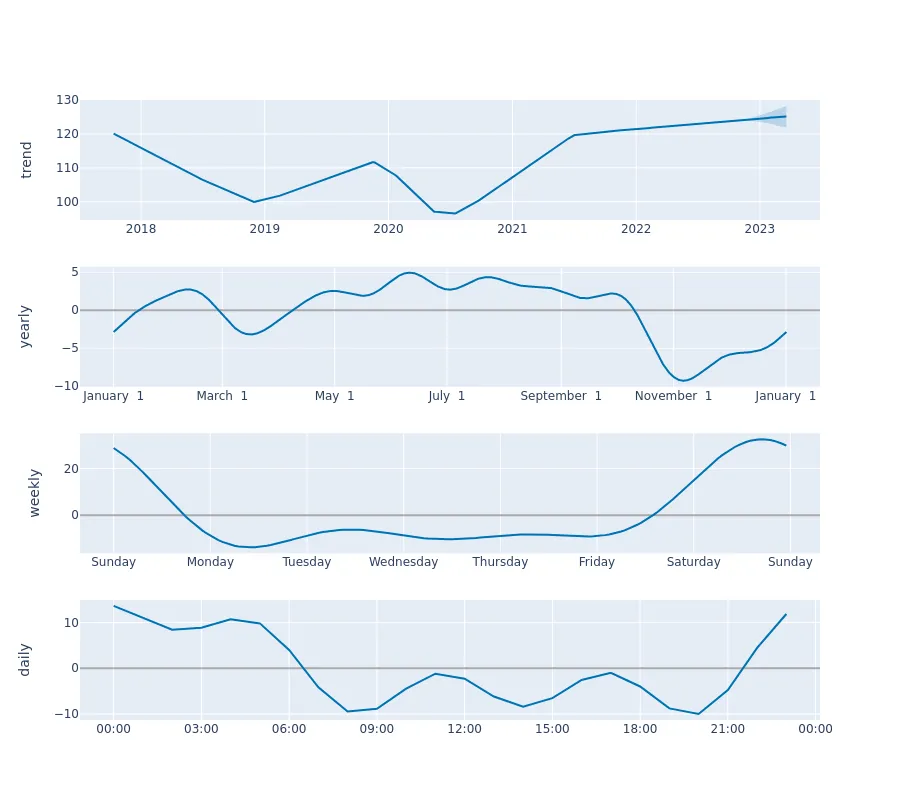 trend
130
120
110
100
2018 2019 2020 2021 2022 2023
yearly
5
0
−5
−10
January 1 March 1 May 1 July 1 September 1 November 1 January 1
weekly
20
0
Sunday Monday Tuesday Wednesday Thursday Friday Saturday Sunday
daily
10
0
−10
00:00 03:00 06:00 09:00 12:00 15:00 18:00 21:00 00:00